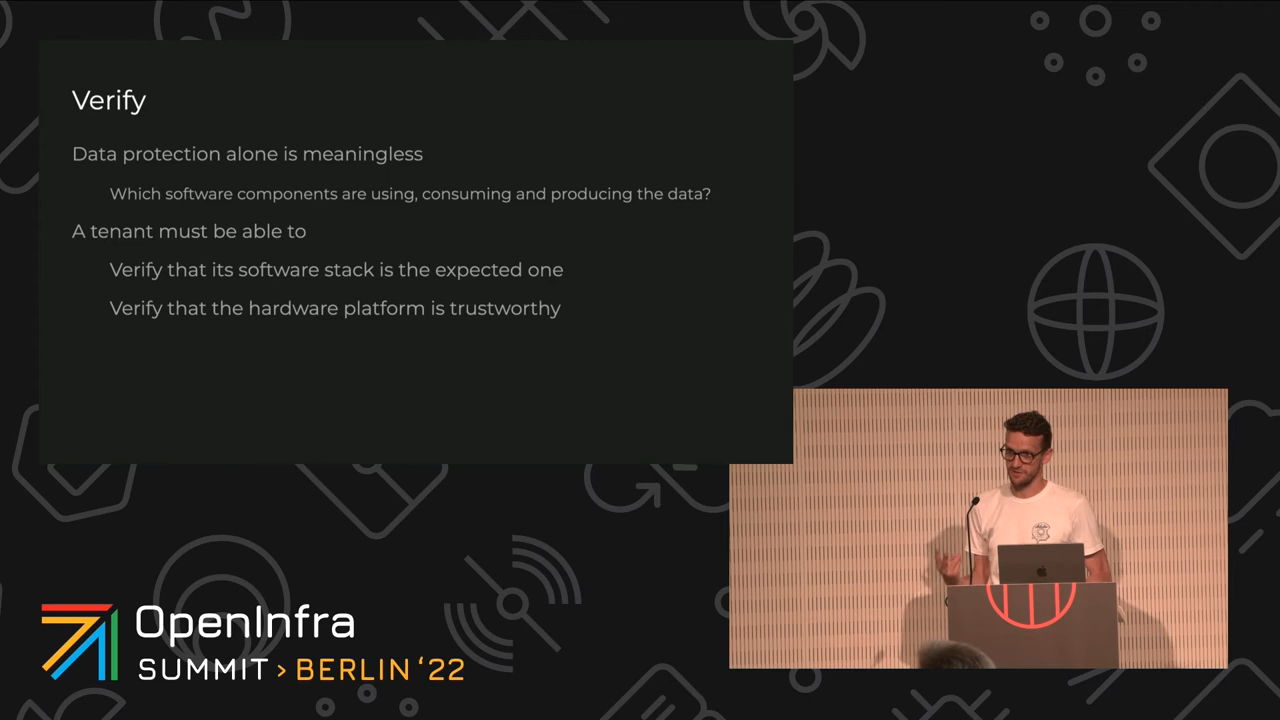 Verify
Data protection alone is meaningless
Which software components are using, consuming and producing the data?
A tenant must be able to
Verify that its software stack is the expected one
Verify that the hardware platform is trustworthy
OpenInfra
SUMMIT > BERLIN ‘22